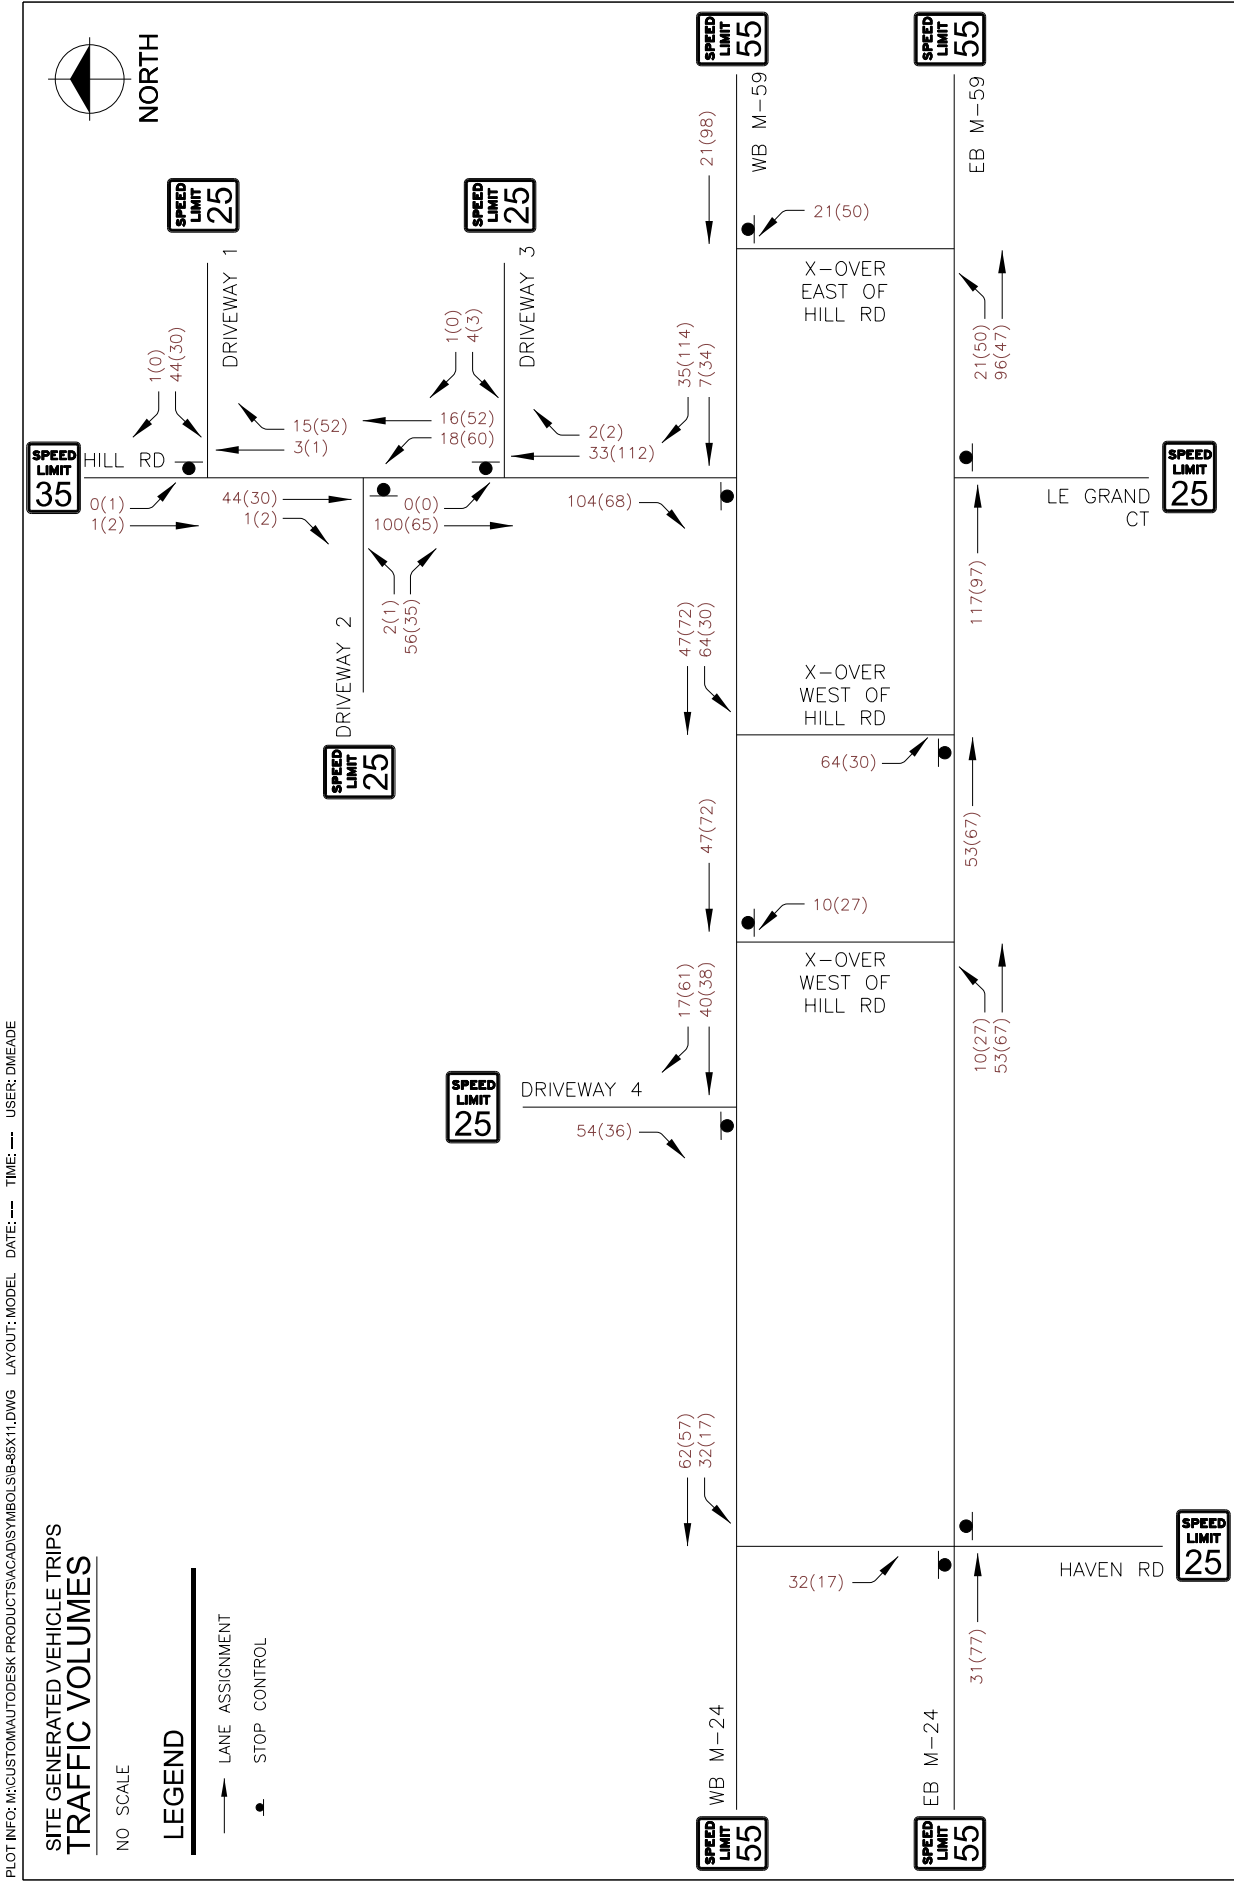 PLOT INFO: M:\CUSTOM\AUTODESK PRODUCTS\ACAD\SYMBOLS\B-85X11.DWG LAYOUT: MODEL DATE: -- TIME: --- USER: DMEADE
NORTH
SPEED
LIMIT
55
SPEED
LIMIT
55
WB M-59
EB M-59
21(98)
21(50)
X-OVER
EAST OF
HILL RD
21(50)
96(47)
SPEED
LIMIT
25
DRIVEWAY 1
1(0)
44(30)
SPEED
LIMIT
25
DRIVEWAY 3
1(0)
4(3)
35(114)
7(34)
15(52)
3(1)
16(52)
18(60)
2(2)
33(112)
SPEED
LIMIT
35
HILL RD
0(1)
1(2)
44(30)
1(2)
0(0)
100(65)
104(68)
LE GRAND
CT
SPEED
LIMIT
25
117(97)
2(1)
56(35)
DRIVEWAY 2
SPEED
LIMIT
25
47(72)
64(30)
X-OVER
WEST OF
HILL RD
64(30)
53(67)
47(72)
10(27)
X-OVER
WEST OF
HILL RD
17(61)
40(38)
10(27)
53(67)
SPEED
LIMIT
25
DRIVEWAY 4
54(36)
62(57)
32(17)
32(17)
HAVEN RD
SPEED
LIMIT
25
31(77)
WB M-24
EB M-24
SPEED
LIMIT
55
SPEED
LIMIT
55
SITE GENERATED VEHICLE TRIPS
TRAFFIC VOLUMES
NO SCALE
LEGEND
LANE ASSIGNMENT
STOP CONTROL